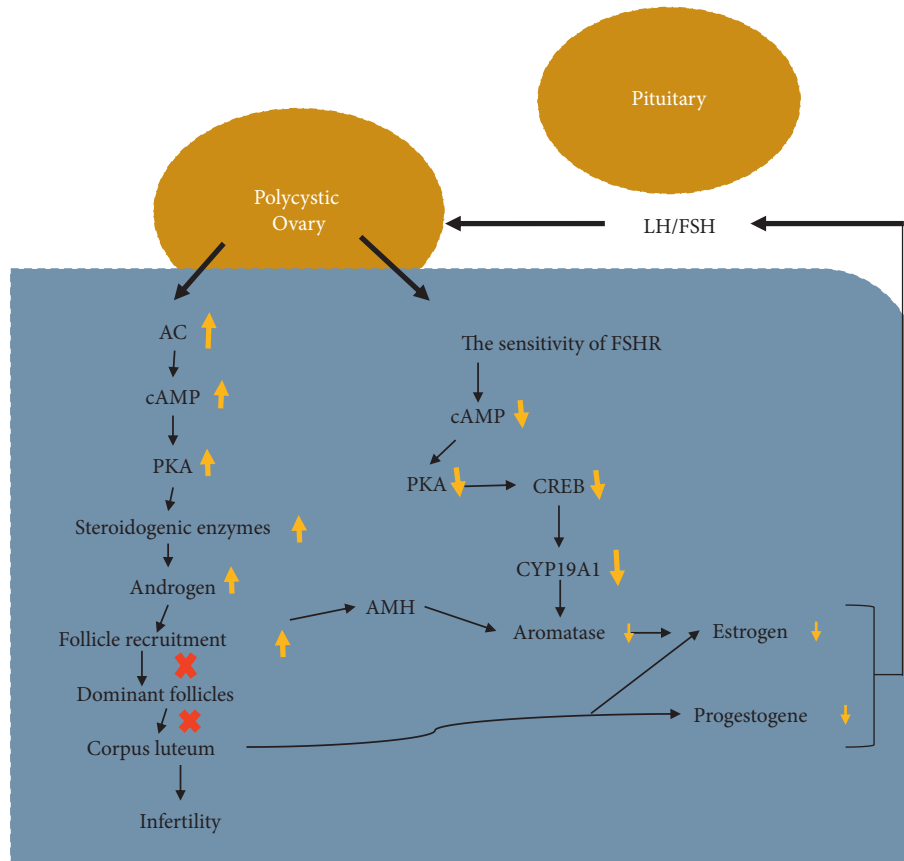 Pituitary
Polycystic
Ovary
LH/FSH
AC
The sensitivity of FSHR
cAMP
cAMP
PKA
PKA
CREB
Steroidogenic enzymes
CYP19A1
Androgen
AMH
Follicle recruitment
Aromatase
Estrogen
Dominant follicles
Progestogene
Corpus luteum
Infertility